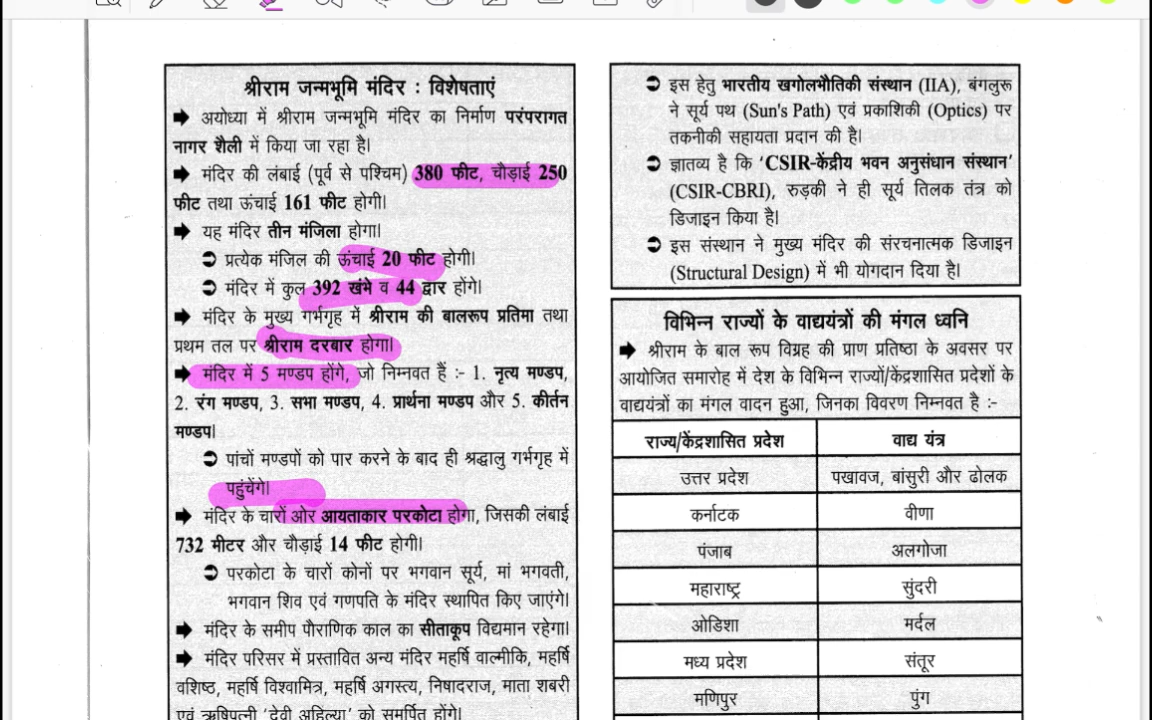 श्रीराम जन्मभूमि मंदिर : विशेषताएं
➡ अयोध्या में श्रीराम जन्मभूमि मंदिर का निर्माण परंपरागत
नागर शैली में किया जा रहा है।
➡ मंदिर की लंबाई (पूर्व से पश्चिम) 380 फीट, चौड़ाई 250
फीट तथा ऊंचाई 161 फीट होगी।
➡ यह मंदिर तीन मंजिला होगा।
➲ प्रत्येक मंजिल की ऊंचाई 20 फीट होगी।
➲ मंदिर में कुल 392 खंभे व 44 द्वार होंगे।
➡ मंदिर के मुख्य गर्भगृह में श्रीराम की बालरूप प्रतिमा तथा
प्रथम तल पर श्रीराम दरबार होगा।
➡ मंदिर में 5 मण्डप होंगे, जो निम्नवत हैं :- 1. नृत्य मण्डप,
2. रंग मण्डप, 3. सभा मण्डप, 4. प्रार्थना मण्डप और 5. कीर्तन
मण्डप।
➲ पांचों मण्डपों को पार करने के बाद ही श्रद्धालु गर्भगृह में
पहुंचेंगे।
➡ मंदिर के चारों ओर आयताकार परकोटा होगा, जिसकी लंबाई
732 मीटर और चौड़ाई 14 फीट होगी।
➲ परकोटा के चारों कोनों पर भगवान सूर्य, मां भगवती,
भगवान शिव एवं गणपति के मंदिर स्थापित किए जाएंगे।
➡ मंदिर के समीप पौराणिक काल का सीताकूप विद्यमान रहेगा।
➡ मंदिर परिसर में प्रस्तावित अन्य मंदिर महर्षि वाल्मीकि, महर्षि
वशिष्ठ, महर्षि विश्वामित्र, महर्षि अगस्त्य, निषादराज, माता शबरी
एवं ऋषिपत्नी 'देवी अहिल्या' को समर्पित होंगे।
➲ इस हेतु भारतीय खगोलभौतिकी संस्थान (IIA), बंगलुरू
ने सूर्य पथ (Sun's Path) एवं प्रकाशिकी (Optics) पर
तकनीकी सहायता प्रदान की है।
➲ ज्ञातव्य है कि 'CSIR-केंद्रीय भवन अनुसंधान संस्थान'
(CSIR-CBRI), रुड़की ने ही सूर्य तिलक तंत्र को
डिजाइन किया है।
➲ इस संस्थान ने मुख्य मंदिर की संरचनात्मक डिजाइन
(Structural Design) में भी योगदान दिया है।
विभिन्न राज्यों के वाद्ययंत्रों की मंगल ध्वनि
➡ श्रीराम के बाल रूप विग्रह की प्राण प्रतिष्ठा के अवसर पर
आयोजित समारोह में देश के विभिन्न राज्यों/केंद्रशासित प्रदेशों के
वाद्ययंत्रों का मंगल वादन हुआ, जिनका विवरण निम्नवत है :-
राज्य/केंद्रशासित प्रदेश वाद्य यंत्र
उत्तर प्रदेश पखावज, बांसुरी और ढोलक
कर्नाटक वीणा
पंजाब अलगोजा
महाराष्ट्र सुंदरी
ओडिशा मर्दल
मध्य प्रदेश संतूर
मणिपुर पुंग